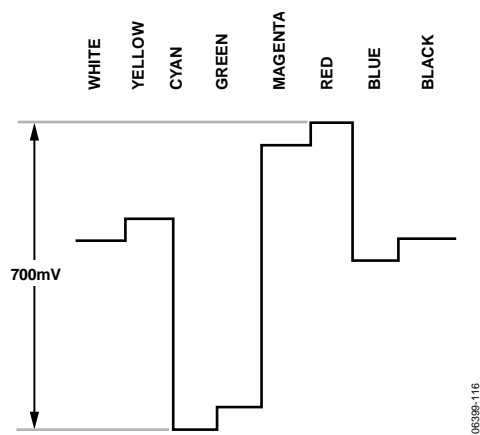 WHITE
YELLOW
CYAN
GREEN
MAGENTA
RED
BLUE
BLACK
700mV
06399-116